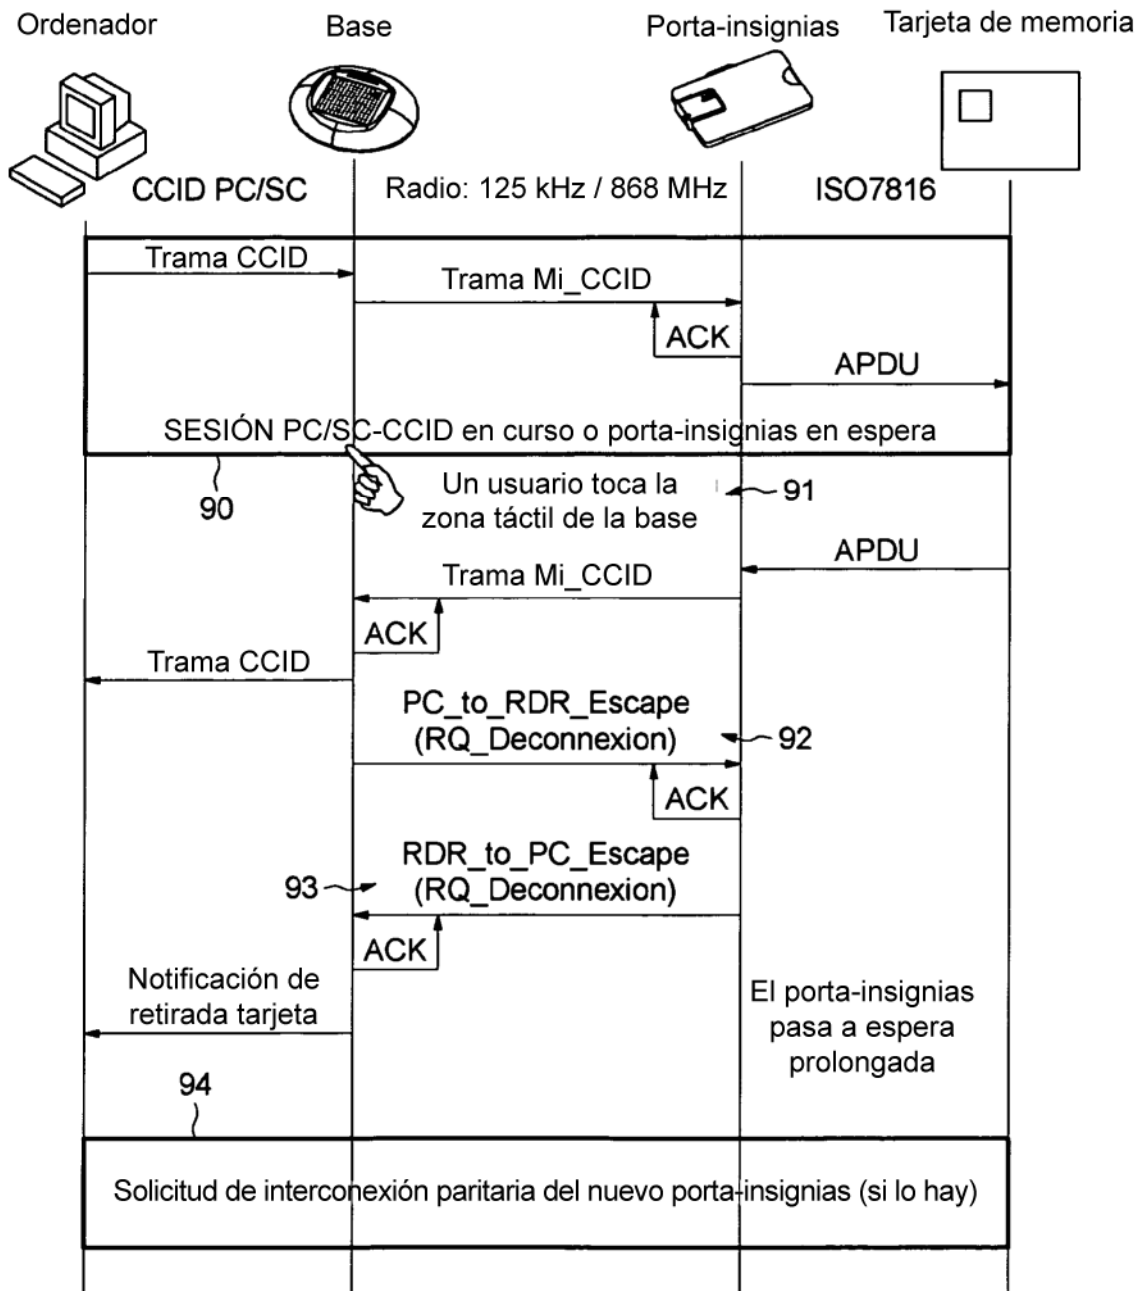 Ordenador
Base
Porta-insignias
Tarjeta de memoria
CCID PC/SC
Radio: 125 kHz / 868 MHz
ISO7816
Trama CCID
Trama Mi_CCID
ACK
APDU
SESIÓN PC/SC-CCID en curso o porta-insignias en espera
90
Un usuario toca la
zona táctil de la base
91
APDU
Trama Mi_CCID
ACK
Trama CCID
PC_to_RDR_Escape
(RQ_Deconnexion)
92
ACK
RDR_to_PC_Escape
(RQ_Deconnexion)
93
ACK
Notificación de
retirada tarjeta
El porta-insignias
pasa a espera
prolongada
94
Solicitud de interconexión paritaria del nuevo porta-insignias (si lo hay)